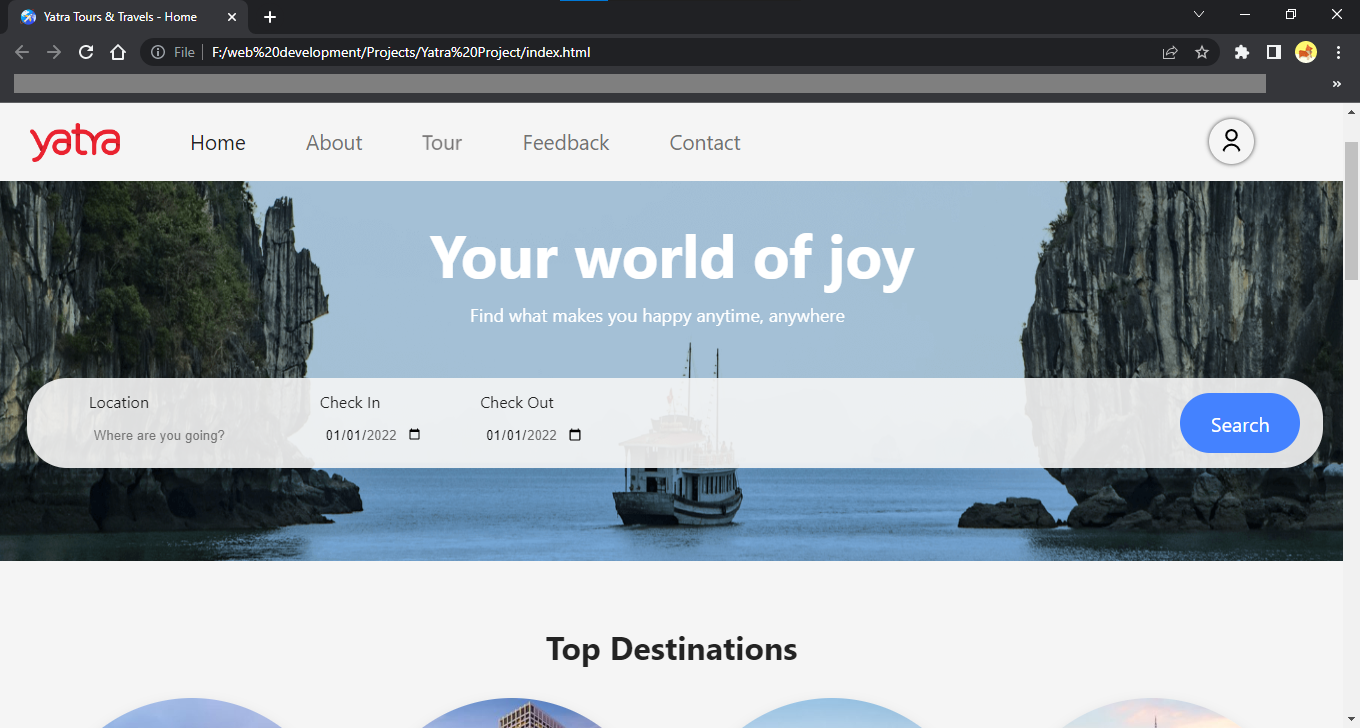 Yatra Tours & Travels - Home
File F:/web%20development/Projects/Yatra%20Project/index.html
yatra Home About Tour Feedback Contact
Your world of joy
Find what makes you happy anytime, anywhere
Location Check In Check Out
Where are you going? 01/01/2022 01/01/2022 Search
Top Destinations